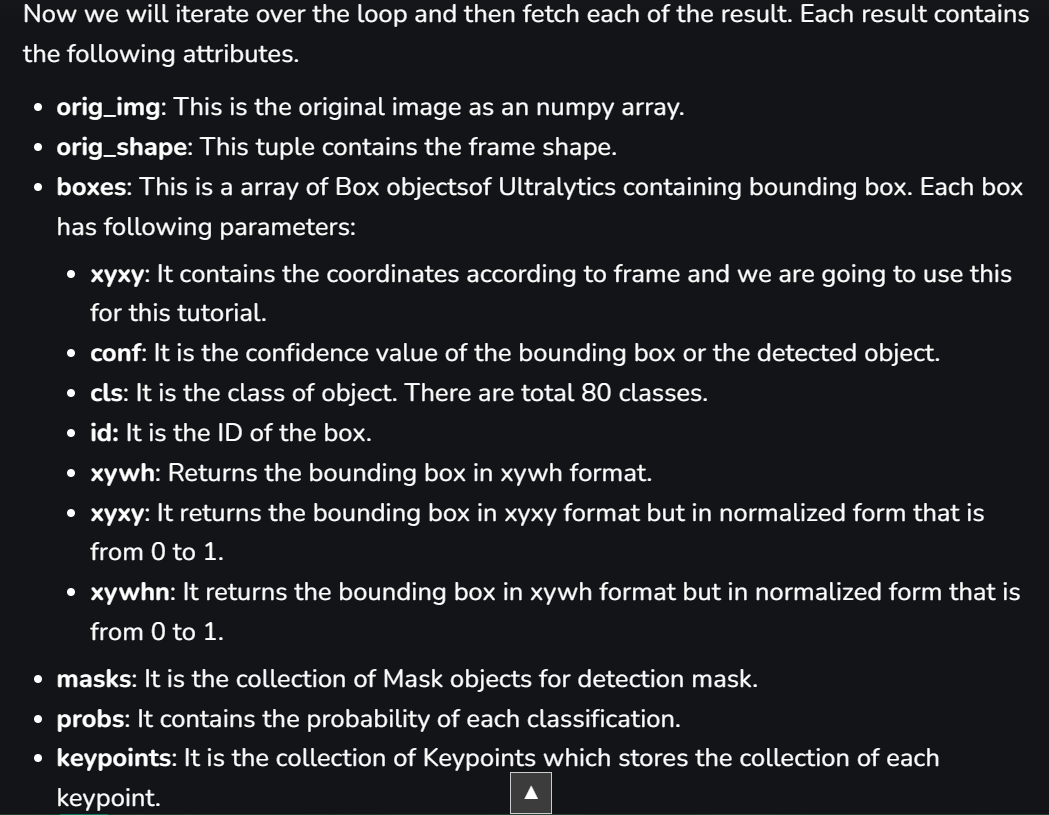 Now we will iterate over the loop and then fetch each of the result. Each result contains
the following attributes.
• orig_img: This is the original image as an numpy array.
• orig_shape: This tuple contains the frame shape.
• boxes: This is a array of Box objectsof Ultralytics containing bounding box. Each box
has following parameters:
• xyxy: It contains the coordinates according to frame and we are going to use this
for this tutorial.
• conf: It is the confidence value of the bounding box or the detected object.
• cls: It is the class of object. There are total 80 classes.
• id: It is the ID of the box.
• xywh: Returns the bounding box in xywh format.
• xyxy: It returns the bounding box in xyxy format but in normalized form that is
from 0 to 1.
• xywhn: It returns the bounding box in xywh format but in normalized form that is
from 0 to 1.
• masks: It is the collection of Mask objects for detection mask.
• probs: It contains the probability of each classification.
• keypoints: It is the collection of Keypoints which stores the collection of each
keypoint.